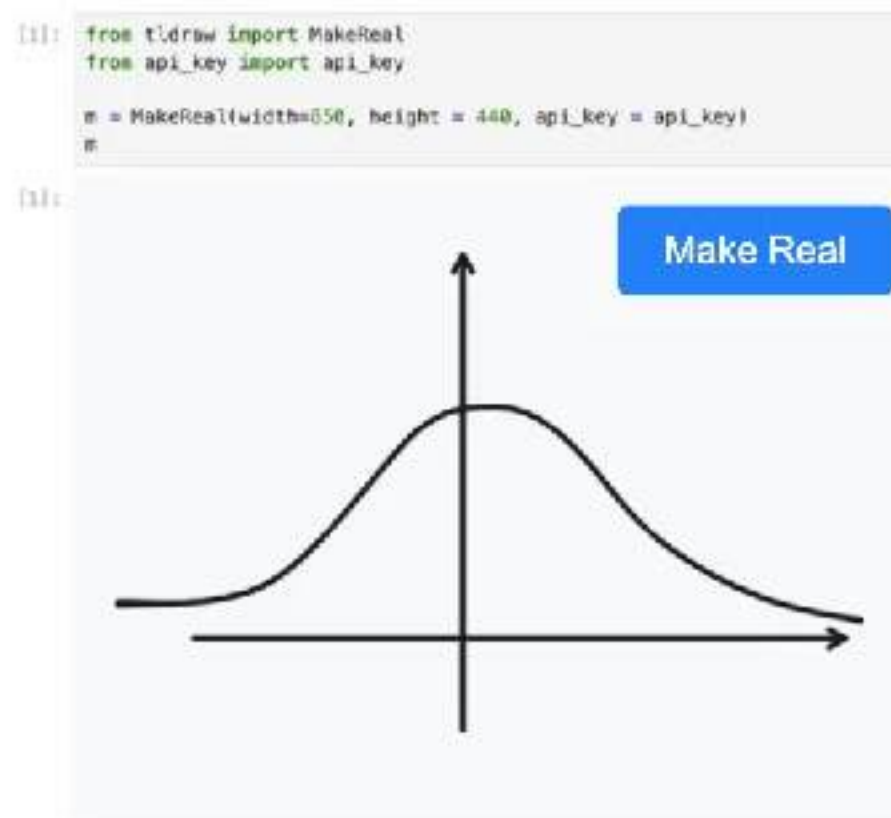 [1]:
from tldraw import MakeReal
from api_key import api_key
m = MakeReal(width=850, height = 440, api_key = api_key)
m
[1]:
Make Real